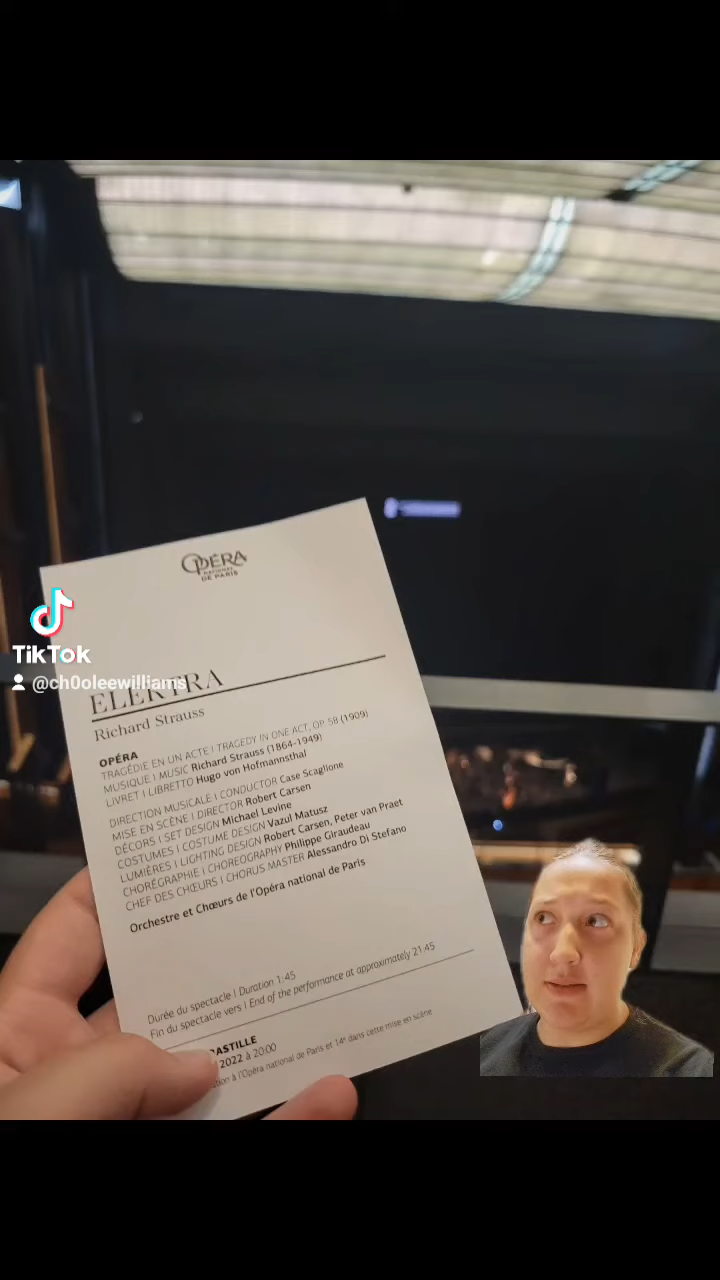 OPÉRA
NATIONAL
DE PARIS
TikTok
@ch0oleewilliams
ELEKTRA
Richard Strauss
OPÉRA
TRAGÉDIE EN UN ACTE I TRAGEDY IN ONE ACT, OP. 58 (1909)
MUSIQUE I MUSIC Richard Strauss (1864-1949)
LIVRET I LIBRETTO Hugo von Hofmannsthal
DIRECTION MUSICALE I CONDUCTOR Case Scaglione
MISE EN SCÈNE I DIRECTOR Robert Carsen
DÉCORS I SET DESIGN Michael Levine
COSTUMES I COSTUME DESIGN Vazul Matusz
LUMIÈRES I LIGHTING DESIGN Robert Carsen, Peter van Praet
CHORÉGRAPHIE I CHOREOGRAPHY Philippe Giraudeau
CHEF DES CHŒURS I CHORUS MASTER Alessandro Di Stefano
Orchestre et Chœurs de l'Opéra national de Paris
Durée du spectacle I Duration 1:45
Fin du spectacle vers I End of the performance at approximately 21:45
BASTILLE
2022 à 20:00
à l'Opéra national de Paris et 14e dans cette mise en scène